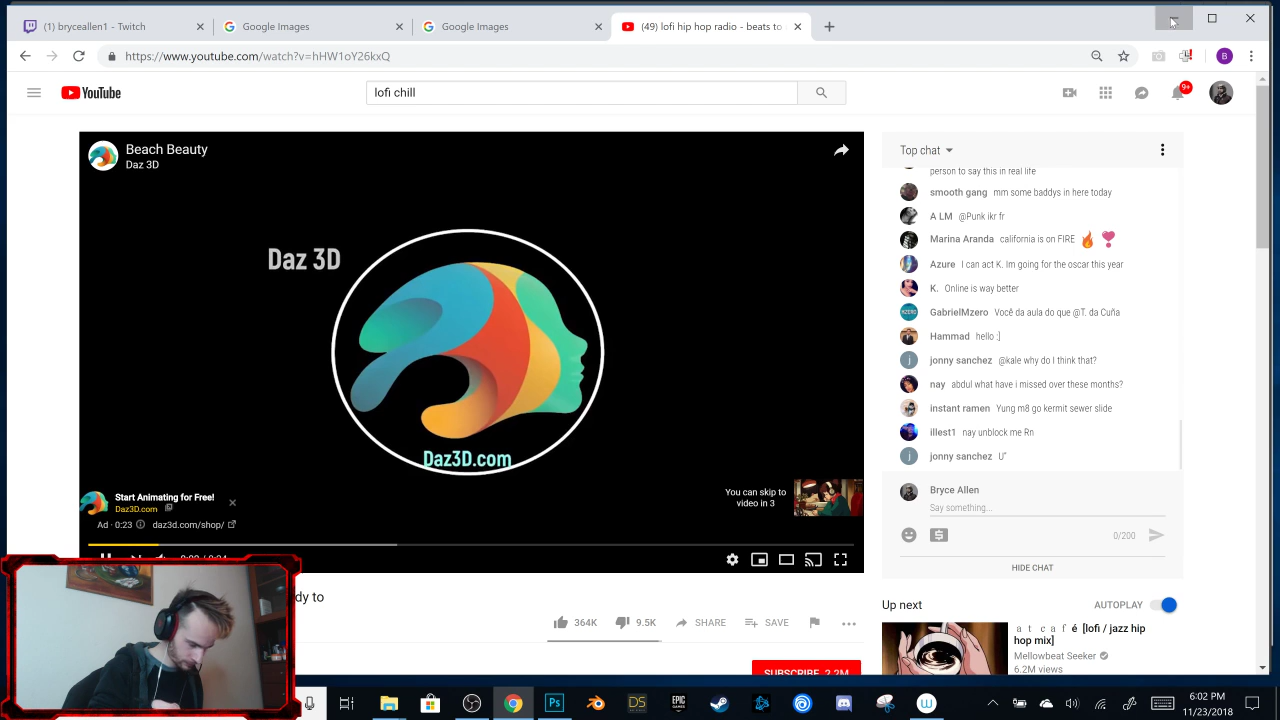 (1) bryceallen1 - Twitch
Google Images
Google Images
(49) lofi hip hop radio - beats to
https://www.youtube.com/watch?v=hHW1oY26kxQ
B
YouTube
lofi chill
9+
Beach Beauty
Daz 3D
Daz 3D
Daz3D.com
Start Animating for Free!
Daz3D.com
Ad · 0:23
daz3d.com/shop/
You can skip to
video in 3
Top chat
person to say this in real life
smooth gang mm some baddys in here today
A LM @Punk ikr fr
Marina Aranda california is on FIRE
Azure I can act K. Im going for the oscar this year
K. Online is way better
GabrielMzero Você da aula do que @T. da Cuña
Hammad hello :]
jonny sanchez @kale why do I think that?
nay abdul what have i missed over these months?
instant ramen Yung m8 go kermit sewer slide
illest1 nay unblock me Rn
jonny sanchez U"
Bryce Allen
Say something...
0/200
HIDE CHAT
dy to
364K
9.5K
SHARE
SAVE
SUBSCRIBE 2.2M
Up next
AUTOPLAY
a t c a f é [lofi / jazz hip
hop mix]
Mellowbeat Seeker
6.2M views
Ps
DS
EPIC
GAMES
W
6:02 PM
11/23/2018